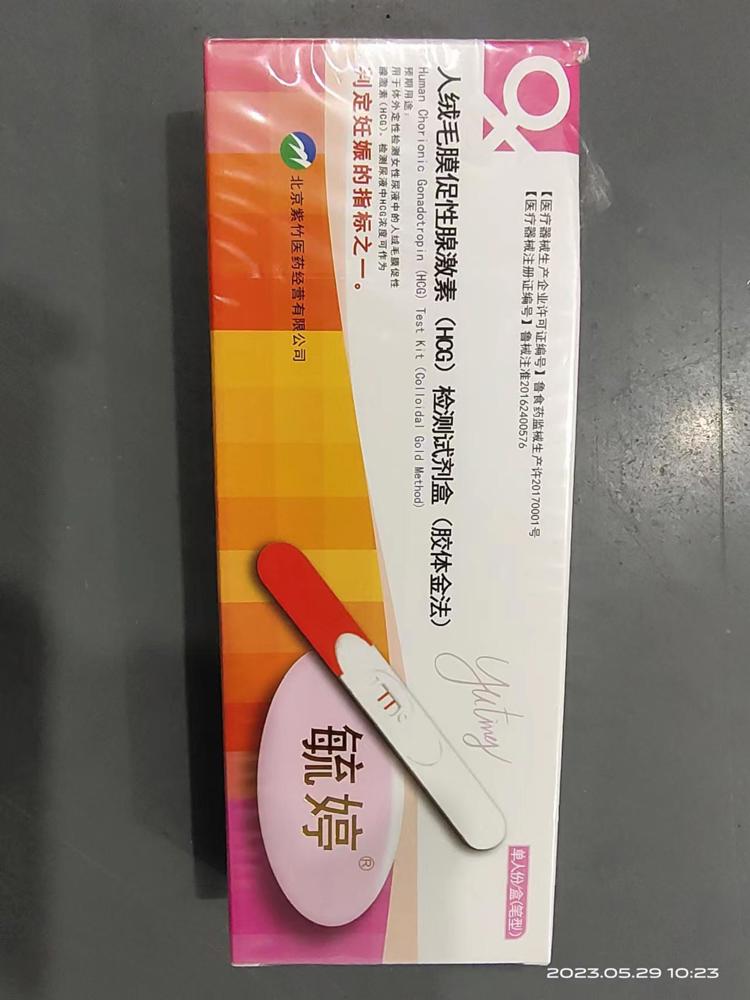 【医疗器械生产企业许可证编号】鲁食药监械生产许20170001号
【医疗器械注册证编号】鲁械注准20162400576
人绒毛膜促性腺激素（HCG）检测试剂盒（胶体金法）
Human Chorionic Gonadotropin (HCG) Test Kit (Colloidal Gold Method)
预期用途：
用于体外定性检测女性尿液中的人绒毛膜促性
腺激素(HCG)。检测尿液中HCG浓度可作为
判定妊娠的指标之一。
北京紫竹医药经营有限公司
Yuting
毓婷®
单人份/盒(笔型)
2023.05.29 10:23